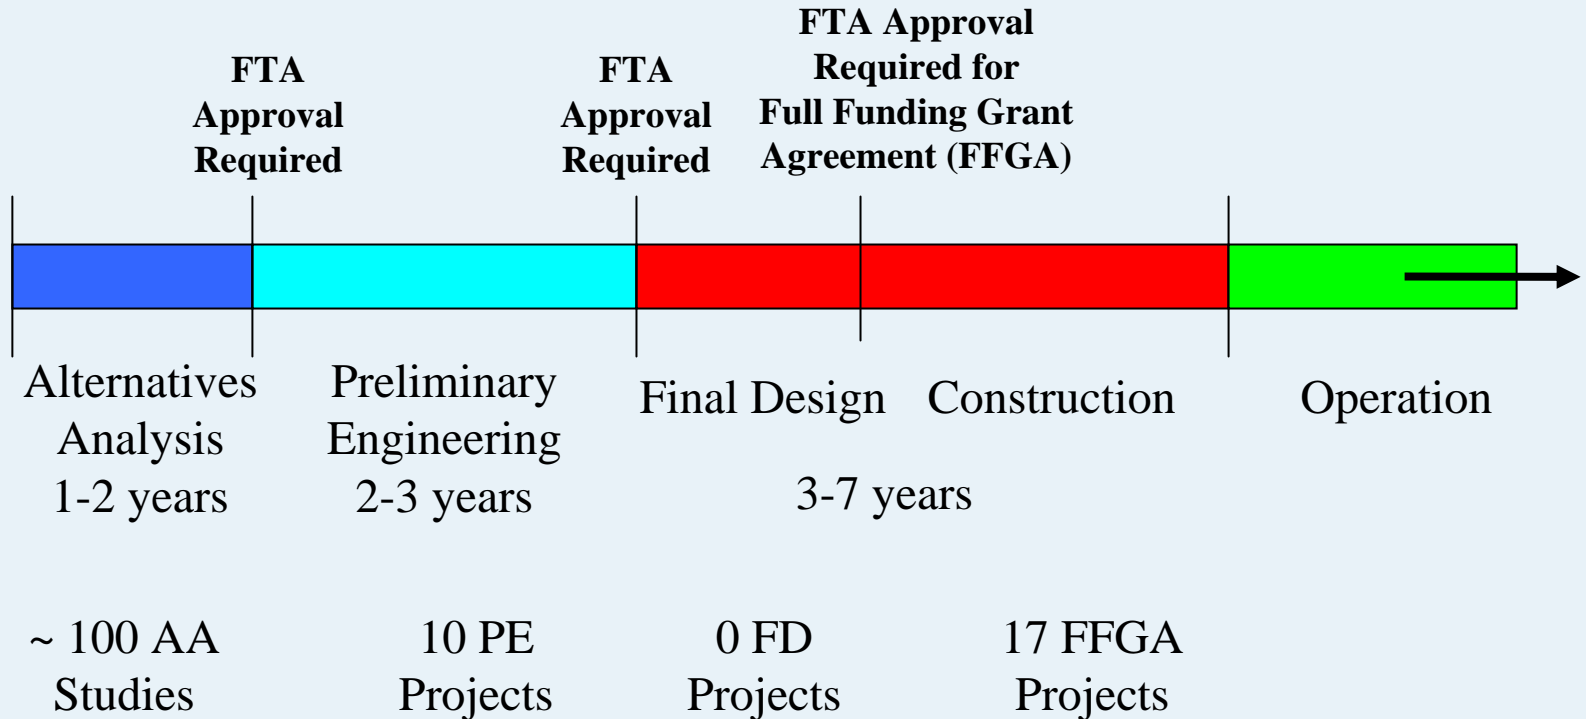 FTA
Approval
Required
FTA
Approval
Required
FTA Approval
Required for
Full Funding Grant
Agreement (FFGA)
Alternatives
Analysis
1-2 years
Preliminary
Engineering
2-3 years
Final Design
Construction
3-7 years
Operation
~ 100 AA
Studies
10 PE
Projects
0 FD
Projects
17 FFGA
Projects